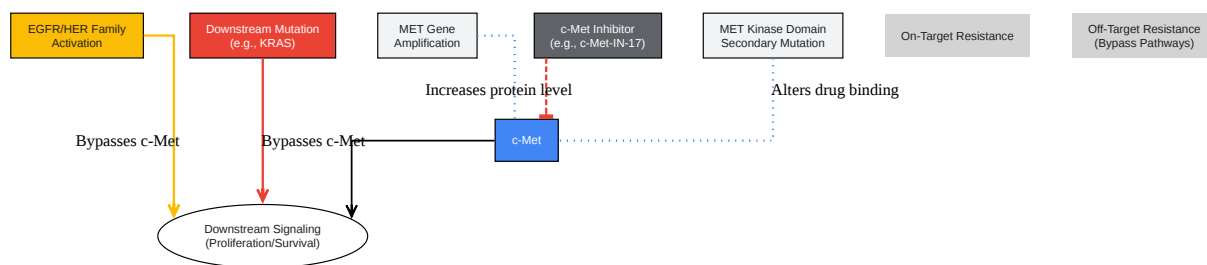 EGFR/HER Family
Activation
Downstream Mutation
(e.g., KRAS)
MET Gene
Amplification
c-Met Inhibitor
(e.g., c-Met-IN-17)
MET Kinase Domain
Secondary Mutation
On-Target Resistance
Off-Target Resistance
(Bypass Pathways)
Increases protein level
Alters drug binding
Bypasses c-Met
Bypasses c-Met
c-Met
Downstream Signaling
(Proliferation/Survival)